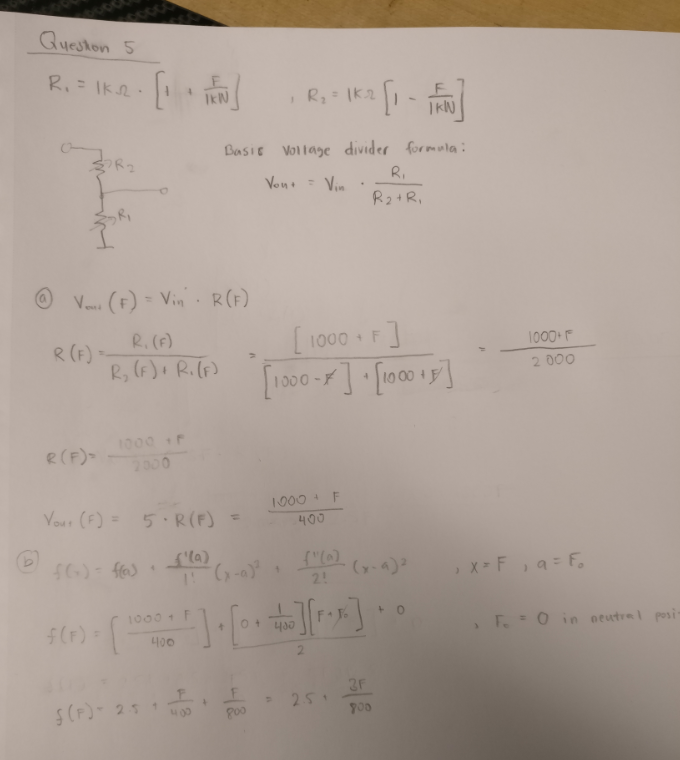 Question 5
R₁ = 1kΩ · [1 + F/1kN] , R₂ = 1kΩ [1 - F/1kN]
R₂
R₁
Basic voltage divider formula:
Vout = Vin · R₁/(R₂ + R₁)
ⓐ Vout(F) = Vin · R(F)
R(F) = R₁(F)/(R₂(F) + R₁(F)) = [1000 + F]/([1000 - F] + [1000 + F]) = (1000+F)/2000
R(F) = (1000 + F)/2000
Vout(F) = 5 · R(F) = (1000 + F)/400
ⓑ f(x) = f(a) + f'(a)/1! (x-a)² + f''(a)/2! (x-a)² , x = F , a = F₀
f(F) = [(1000 + F)/400] + [0 + 1/400][F + F₀]/2 + 0 , F₀ = 0 in neutral posi
f(F) = 2.5 + F/400 + F/800 = 2.5 + 3F/800